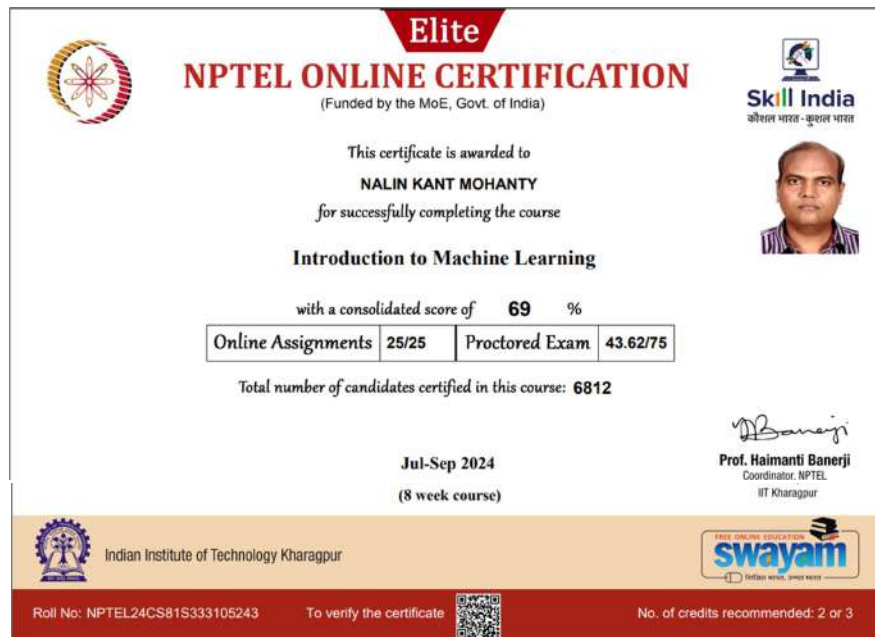 Elite
NPTEL ONLINE CERTIFICATION
(Funded by the MoE, Govt. of India)
Skill India
कौशल भारत - कुशल भारत
This certificate is awarded to
NALIN KANT MOHANTY
for successfully completing the course
Introduction to Machine Learning
with a consolidated score of 69 %
Online Assignments 25/25 Proctored Exam 43.62/75
Total number of candidates certified in this course: 6812
Prof. Haimanti Banerji
Coordinator. NPTEL
IIT Kharagpur
Jul-Sep 2024
(8 week course)
Indian Institute of Technology Kharagpur
FREE ONLINE EDUCATION
swayam
शिक्षित भारत, उन्नत भारत
Roll No: NPTEL24CS81S333105243 To verify the certificate No. of credits recommended: 2 or 3